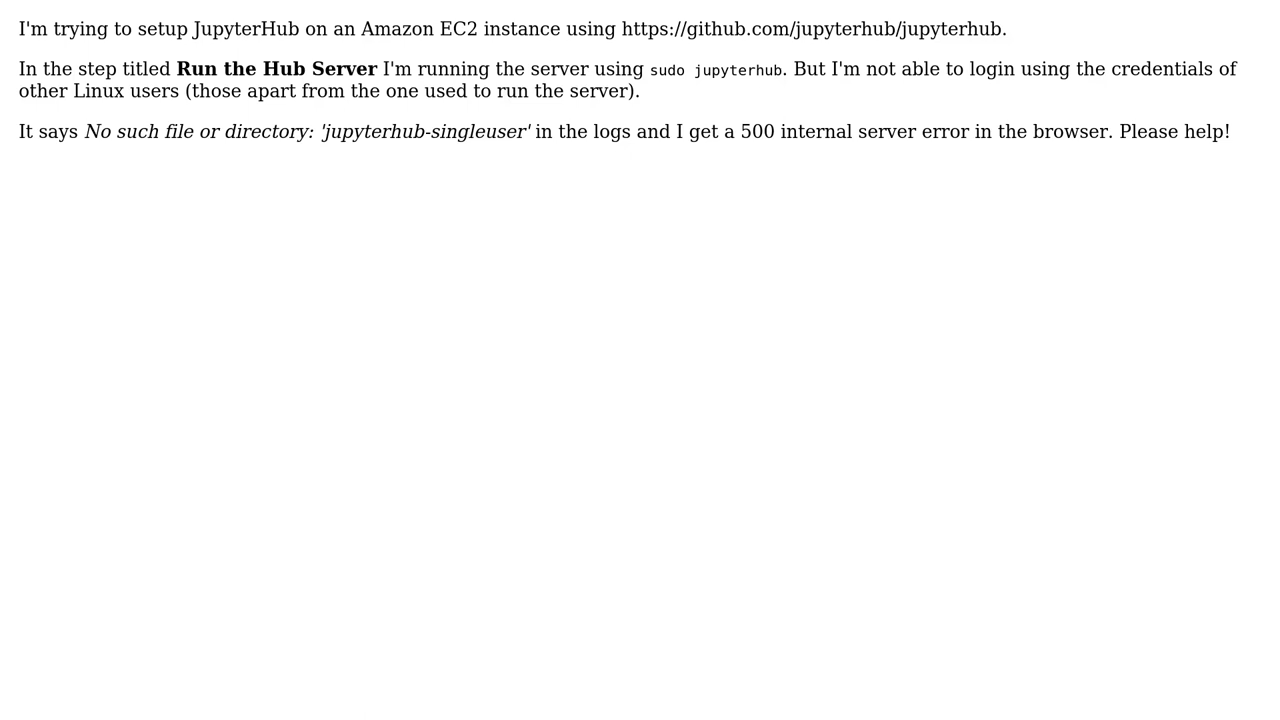 I'm trying to setup JupyterHub on an Amazon EC2 instance using https://github.com/jupyterhub/jupyterhub.
In the step titled Run the Hub Server I'm running the server using sudo jupyterhub. But I'm not able to login using the credentials of
other Linux users (those apart from the one used to run the server).
It says No such file or directory: 'jupyterhub-singleuser' in the logs and I get a 500 internal server error in the browser. Please help!